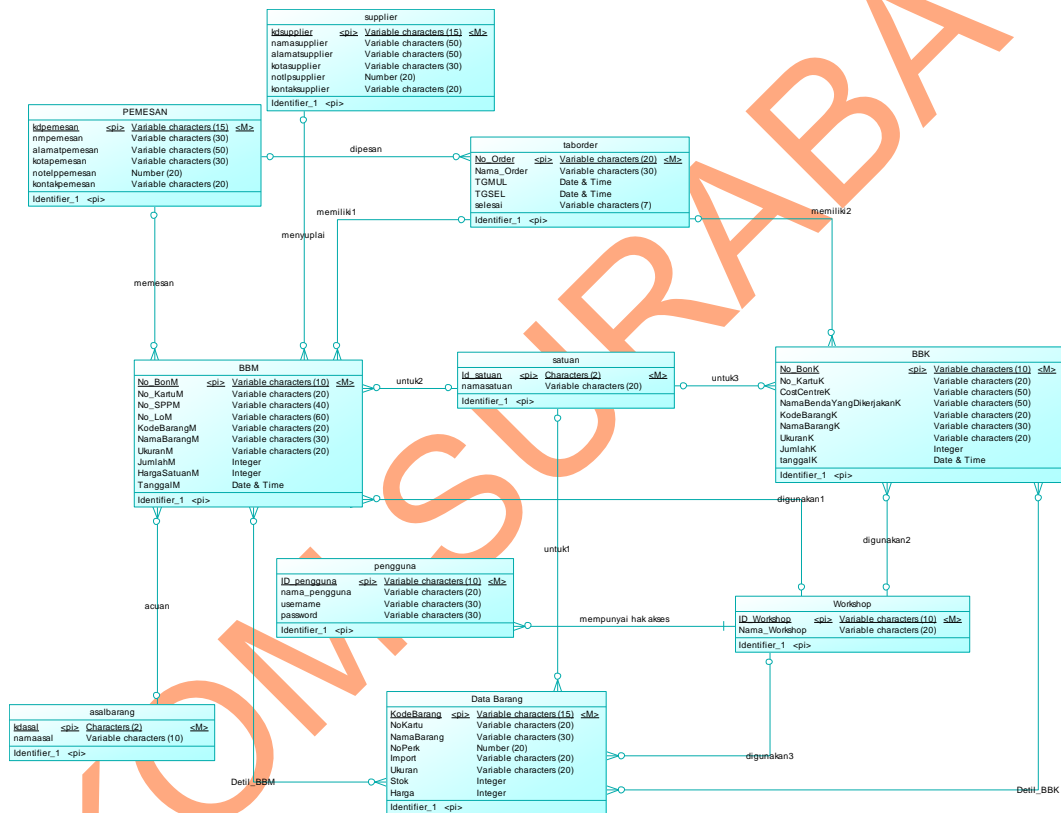 supplier
kdsupplier <pi> Variable characters (15) <M>
namasupplier Variable characters (50)
alamatsupplier Variable characters (50)
kotasupplier Variable characters (30)
notlpsupplier Number (20)
kontaksupplier Variable characters (20)
Identifier_1 <pi>
PEMESAN
kdpemesan <pi> Variable characters (15) <M>
nmpemesan Variable characters (30)
alamatpemesan Variable characters (50)
kotapemesan Variable characters (30)
notelppemesan Number (20)
kontakpemesan Variable characters (20)
Identifier_1 <pi>
dipesan
taborder
No_Order <pi> Variable characters (20) <M>
Nama_Order Variable characters (30)
TGMUL Date & Time
TGSEL Date & Time
selesai Variable characters (7)
Identifier_1 <pi>
memiliki1
memiliki2
menyuplai
memesan
BBM
No_BonM <pi> Variable characters (10) <M>
No_KartuM Variable characters (20)
No_SPPM Variable characters (40)
No_LoM Variable characters (60)
KodeBarangM Variable characters (20)
NamaBarangM Variable characters (30)
UkuranM Variable characters (20)
JumlahM Integer
HargaSatuanM Integer
TanggalM Date & Time
Identifier_1 <pi>
untuk2
satuan
Id_satuan <pi> Characters (2) <M>
namasatuan Variable characters (20)
Identifier_1 <pi>
untuk3
BBK
No_BonK <pi> Variable characters (10) <M>
No_KartuK Variable characters (20)
CostCentreK Variable characters (50)
NamaBendaYangDikerjakanK Variable characters (50)
KodeBarangK Variable characters (20)
NamaBarangK Variable characters (30)
UkuranK Variable characters (20)
JumlahK Integer
tanggalK Date & Time
Identifier_1 <pi>
digunakan1
digunakan2
untuk1
acuan
pengguna
ID_pengguna <pi> Variable characters (10) <M>
nama_pengguna Variable characters (20)
username Variable characters (30)
password Variable characters (30)
Identifier_1 <pi>
mempunyai hak akses
Workshop
ID_Workshop <pi> Variable characters (10) <M>
Nama_Workshop Variable characters (20)
Identifier_1 <pi>
asalbarang
kdasal <pi> Characters (2) <M>
namaasal Variable characters (10)
Identifier_1 <pi>
Data Barang
KodeBarang <pi> Variable characters (15) <M>
NoKartu Variable characters (20)
NamaBarang Variable characters (30)
NoPerk Number (20)
Import Variable characters (20)
Ukuran Variable characters (20)
Stok Integer
Harga Integer
Identifier_1 <pi>
digunakan3
Detil_BBM
Detil_BBK
OM SURABA